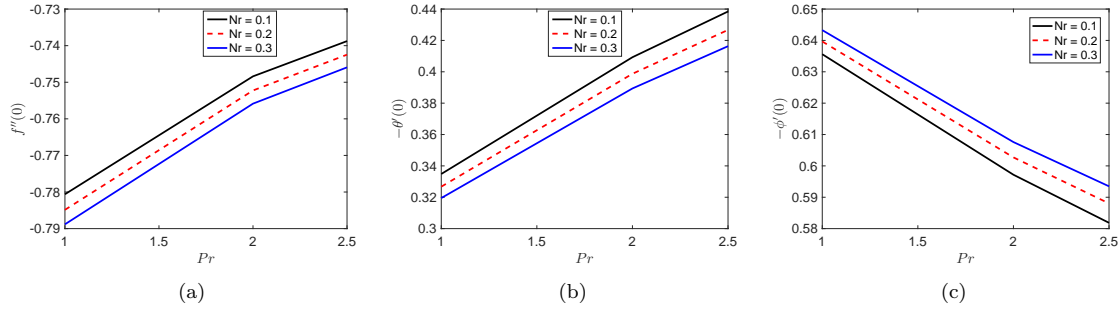 -0.73
-0.74
-0.75
-0.76
-0.77
-0.78
-0.79
f''(0)
1
1.5
2
2.5
Pr
Nr = 0.1
Nr = 0.2
Nr = 0.3
(a)
0.44
0.42
0.4
0.38
0.36
0.34
0.32
0.3
−θ'(0)
1
1.5
2
2.5
Pr
Nr = 0.1
Nr = 0.2
Nr = 0.3
(b)
0.65
0.64
0.63
0.62
0.61
0.6
0.59
0.58
−ϕ'(0)
1
1.5
2
2.5
Pr
Nr = 0.1
Nr = 0.2
Nr = 0.3
(c)